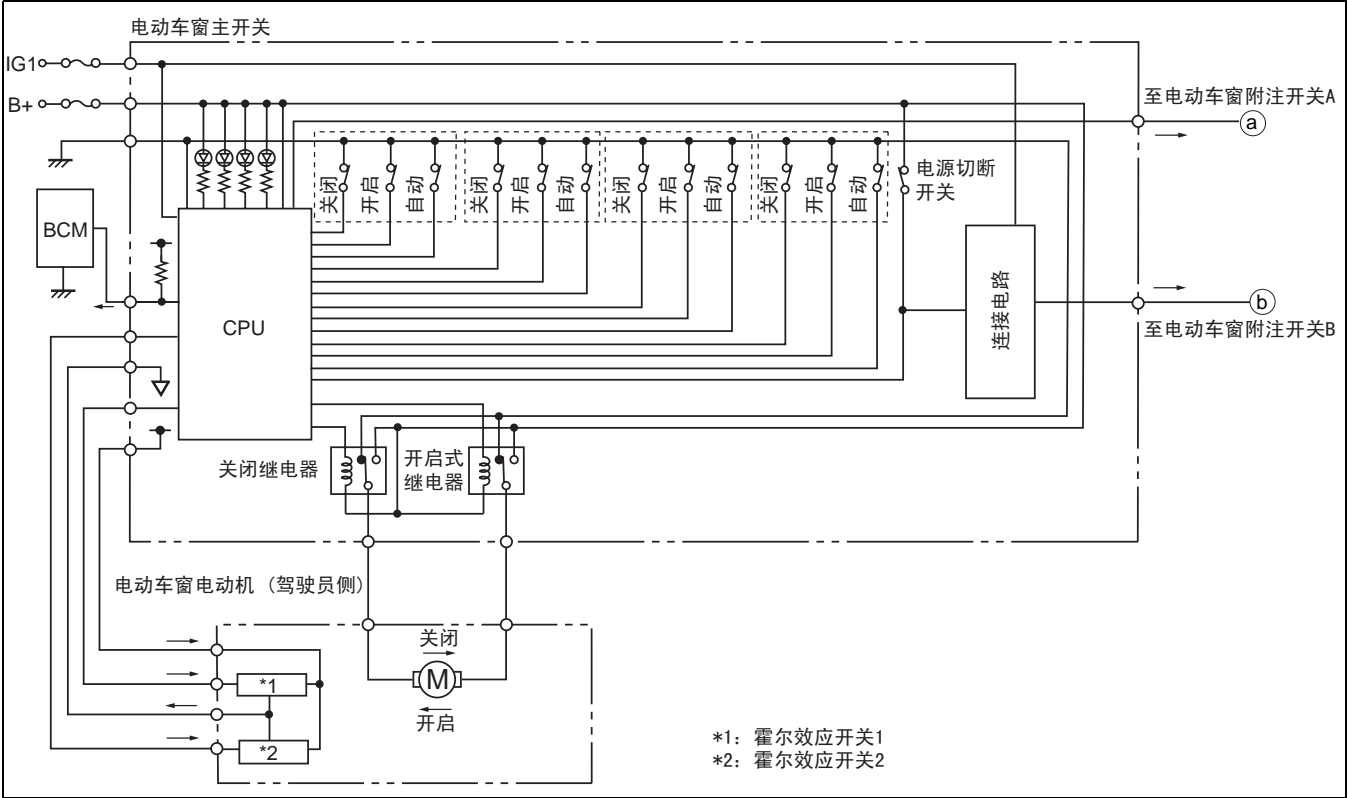 电动车窗主开关
IG1
B+
至电动车窗附注开关A
a
关闭
开启
自动
关闭
开启
自动
关闭
开启
自动
关闭
开启
自动
电源切断
开关
BCM
CPU
连接电路
b
至电动车窗附注开关B
关闭继电器
开启式
继电器
电动车窗电动机 (驾驶员侧)
关闭
M
开启
*1
*2
*1: 霍尔效应开关1
*2: 霍尔效应开关2